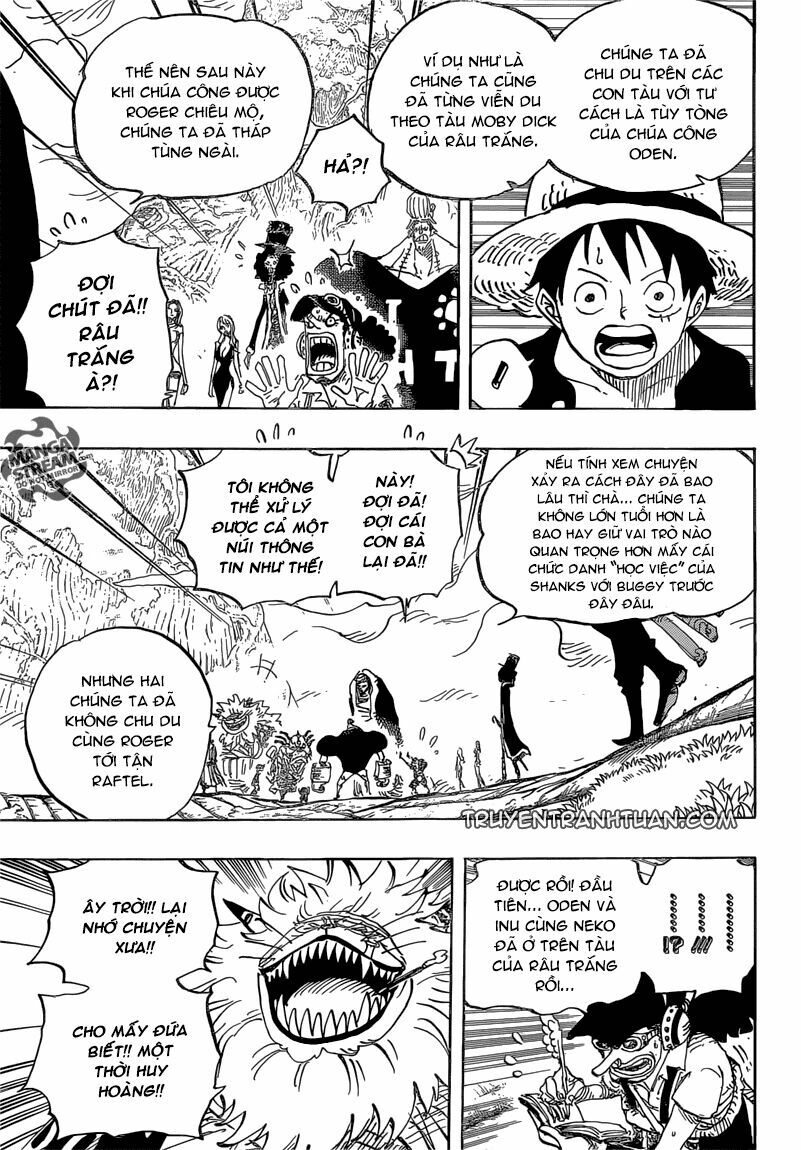 CHÚNG TA ĐÃ
CHU DU TRÊN CÁC
CON TÀU VỚI TƯ
CÁCH LÀ TÙY TÒNG
CỦA CHÚA CÔNG
ODEN.
VÍ DỤ NHƯ LÀ
CHÚNG TA CŨNG
ĐÃ TỪNG VIỄN DU
THEO TÀU MOBY DICK
CỦA RÂU TRẮNG.
THẾ NÊN SAU NÀY
KHI CHÚA CÔNG ĐƯỢC
ROGER CHIÊU MỘ,
CHÚNG TA ĐÃ THÁP
TÙNG NGÀI.
HẢ?!
ĐỢI
CHÚT ĐÃ!!
RÂU
TRẮNG
À?!
MANGA
STREAM.COM
DO NOT MIRROR!
NẾU TÍNH XEM CHUYỆN
XẢY RA CÁCH ĐÂY ĐÃ BAO
LÂU THÌ CHÀ... CHÚNG TA
KHÔNG LỚN TUỔI HƠN LÀ
BAO HAY GIỮ VAI TRÒ NÀO
QUAN TRỌNG HƠN MẤY CÁI
CHỨC DANH “HỌC VIỆC” CỦA
SHANKS VỚI BUGGY TRƯỚC
ĐÂY ĐÂU.
NÀY!
ĐỢI ĐÃ!
ĐỢI CÁI
CON BÀ
LẠI ĐÃ!!
TÔI KHÔNG
THỂ XỬ LÝ
ĐƯỢC CẢ MỘT
NÚI THÔNG
TIN NHƯ THẾ!
NHƯNG HAI
CHÚNG TA ĐÃ
KHÔNG CHU DU
CÙNG ROGER
TỚI TẬN
RAFTEL.
TRUYENTRANHTUAN.COM
ĐƯỢC RỒI! ĐẦU
TIÊN... ODEN VÀ
INU CÙNG NEKO
ĐÃ Ở TRÊN TÀU
CỦA RÂU TRẮNG
RỒI...
!? !!!
ÂY TRỜI!! LẠI
NHỚ CHUYỆN
XƯA!!
CHO MẤY ĐỨA
BIẾT!! MỘT
THỜI HUY
HOÀNG!!